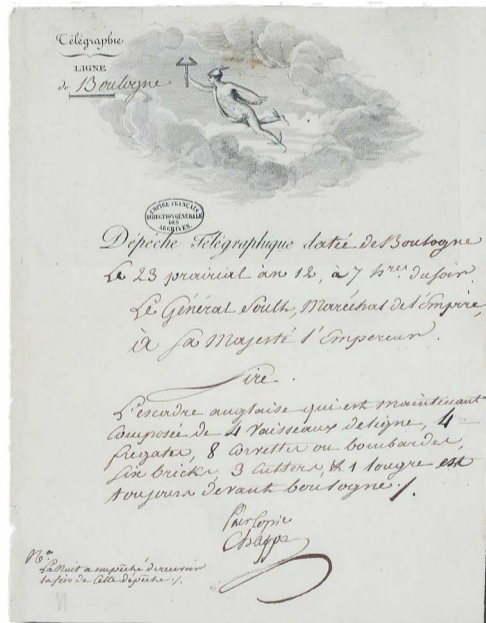 Télégraphie
LIGNE
de Boulogne
EMPIRE FRANÇAIS
DIRECTION GÉNÉRALE
DES
ARCHIVES
Dépêche Télégraphique datée de Boulogne
Le 23 prairial an 12, à 7 hres du soir.
Le Général Soult, Maréchal de l'Empire,
à Sa Majesté l'Empereur.
Sire.
L'escadre anglaise qui est maintenant
composée de 4 Vaisseaux de ligne, 4
frégates, 8 corvettes ou bombardes,
Six bricks, 3 Cutters, & 1 lougre est
toujours devant boulogne ./.
Pour Copie
Chappe
Na
La Nuit a empêché de recevoir
la fin de Cette dépêche ./.